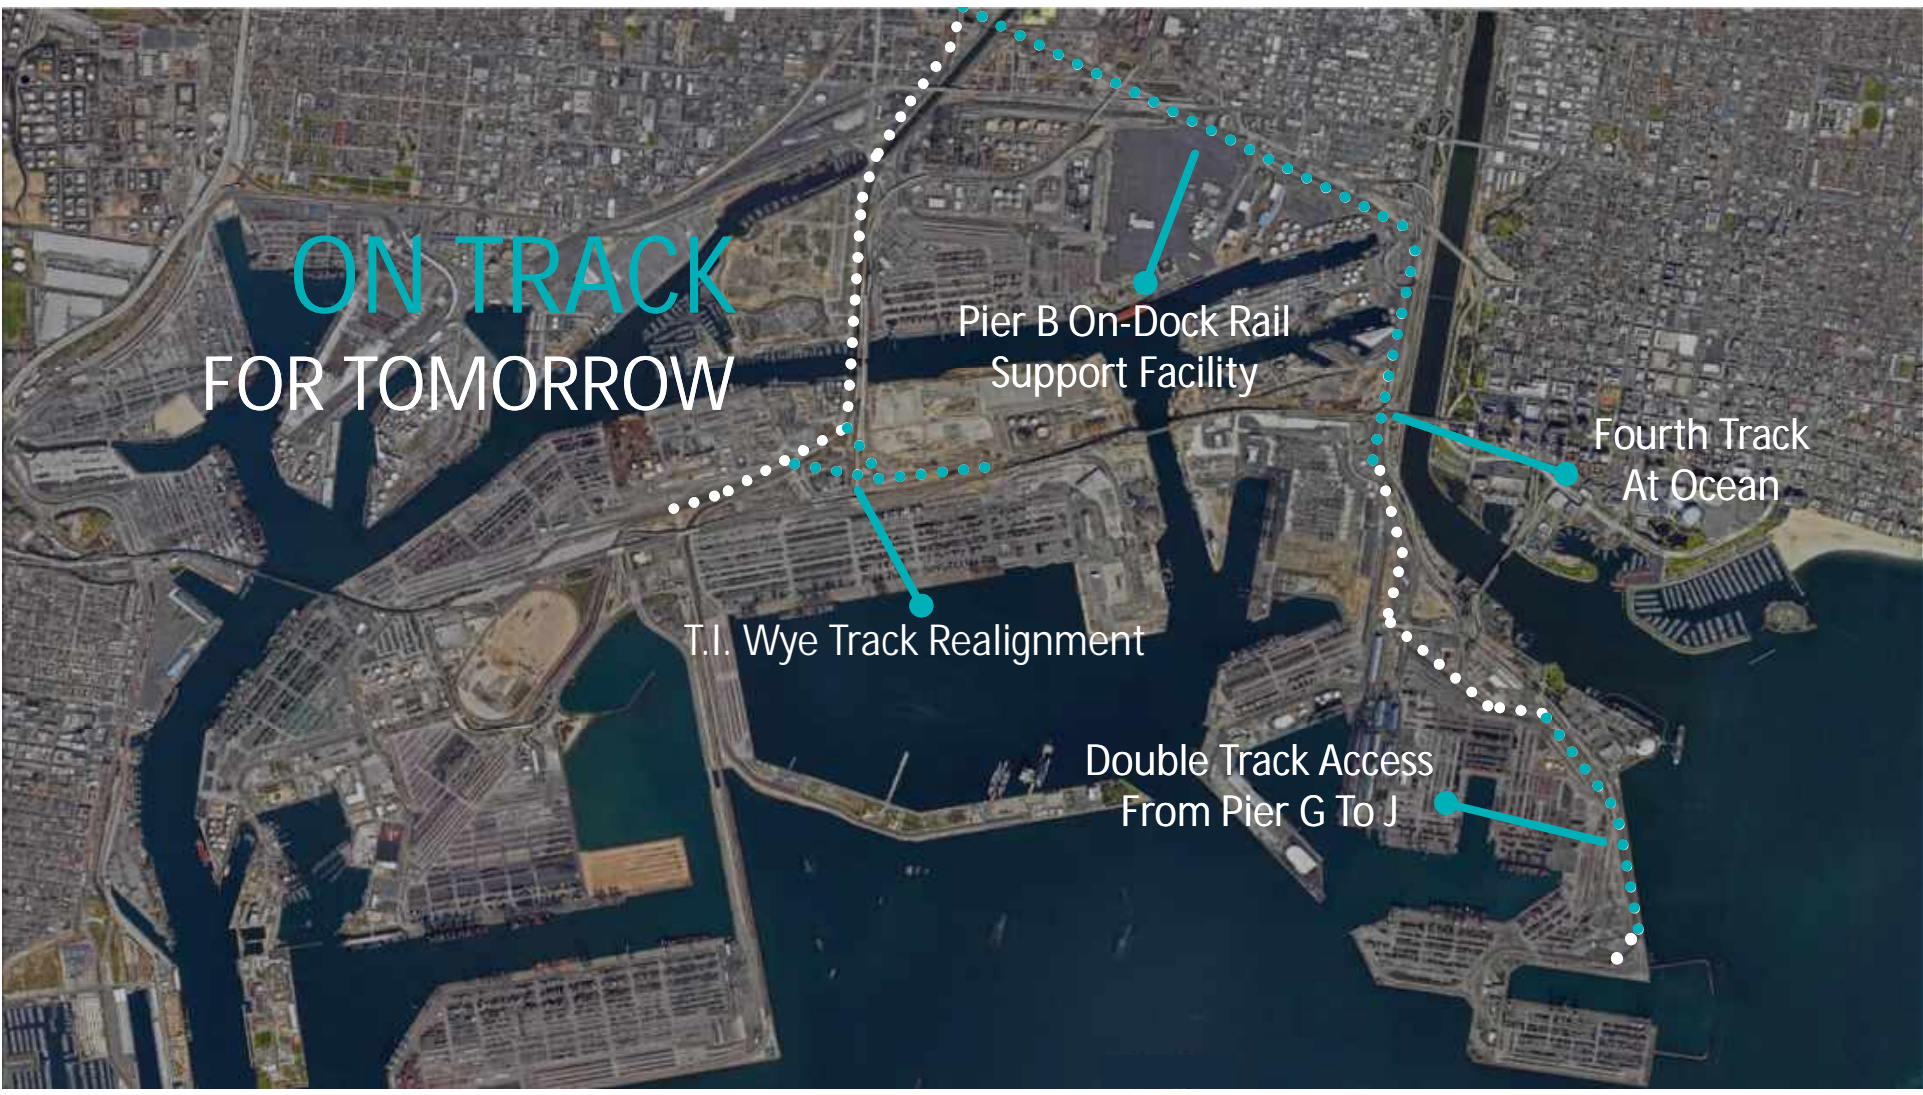 ON TRACK
FOR TOMORROW
Pier B On-Dock Rail
Support Facility
Fourth Track
At Ocean
T.I. Wye Track Realignment
Double Track Access
From Pier G To J